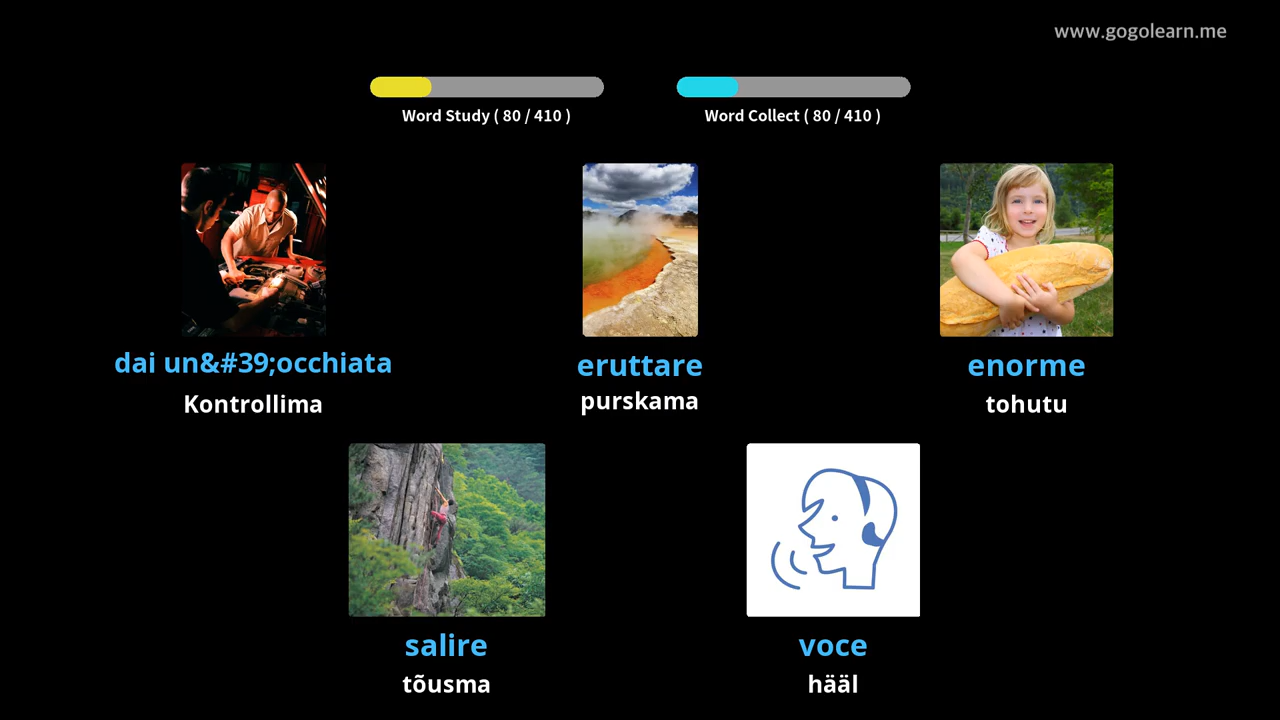 www.gogolearn.me
Word Study ( 80 / 410 )
Word Collect ( 80 / 410 )
dai un&#39;occhiata
Kontrollima
eruttare
purskama
enorme
tohutu
salire
tõusma
voce
hääl